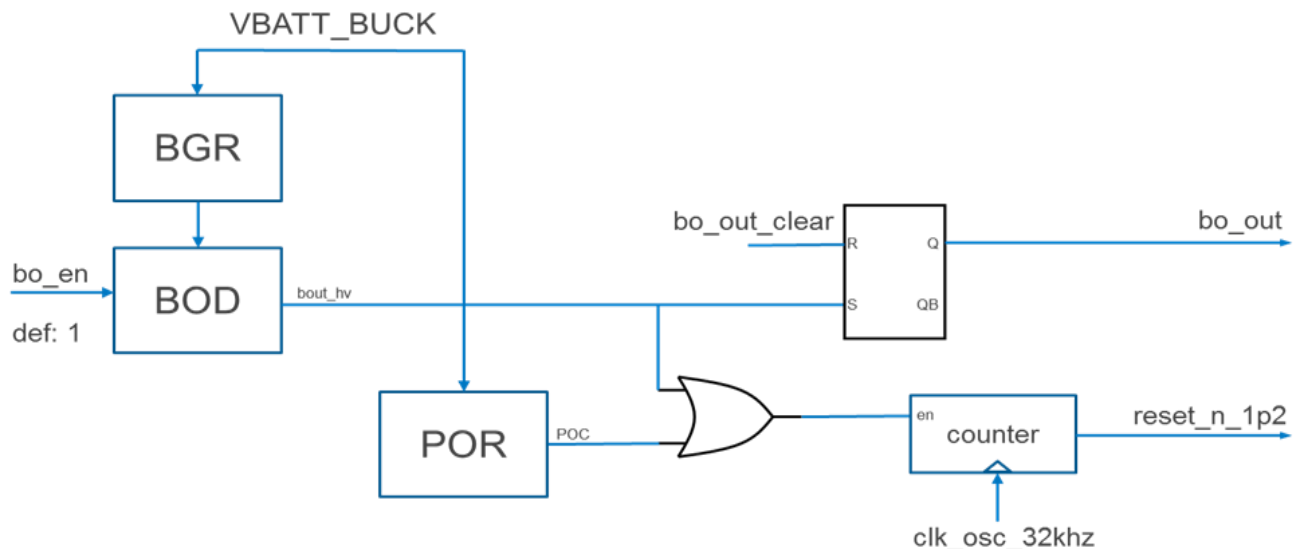 VBATT_BUCK
BGR
bo_out_clear
bo_out
R
Q
bo_en
BOD
bout_hv
S
QB
def: 1
POR
POC
en
counter
reset_n_1p2
clk_osc_32khz